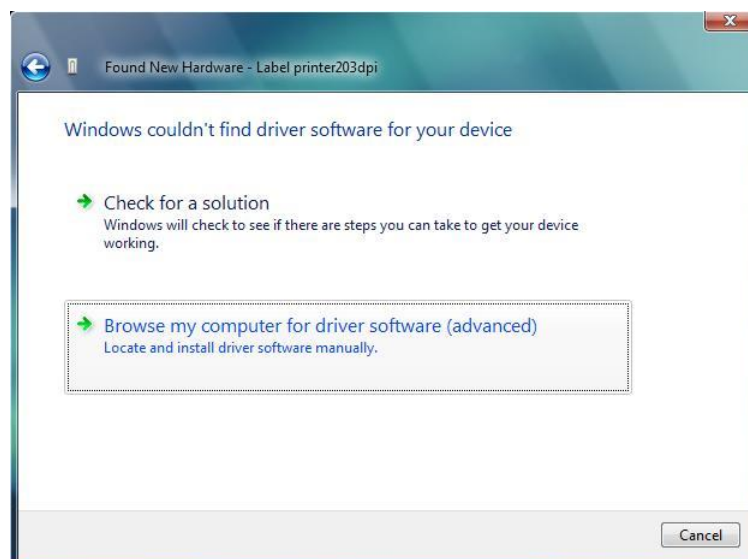 Found New Hardware - Label printer203dpi
Windows couldn't find driver software for your device
Check for a solution
Windows will check to see if there are steps you can take to get your device
working.
Browse my computer for driver software (advanced)
Locate and install driver software manually.
Cancel